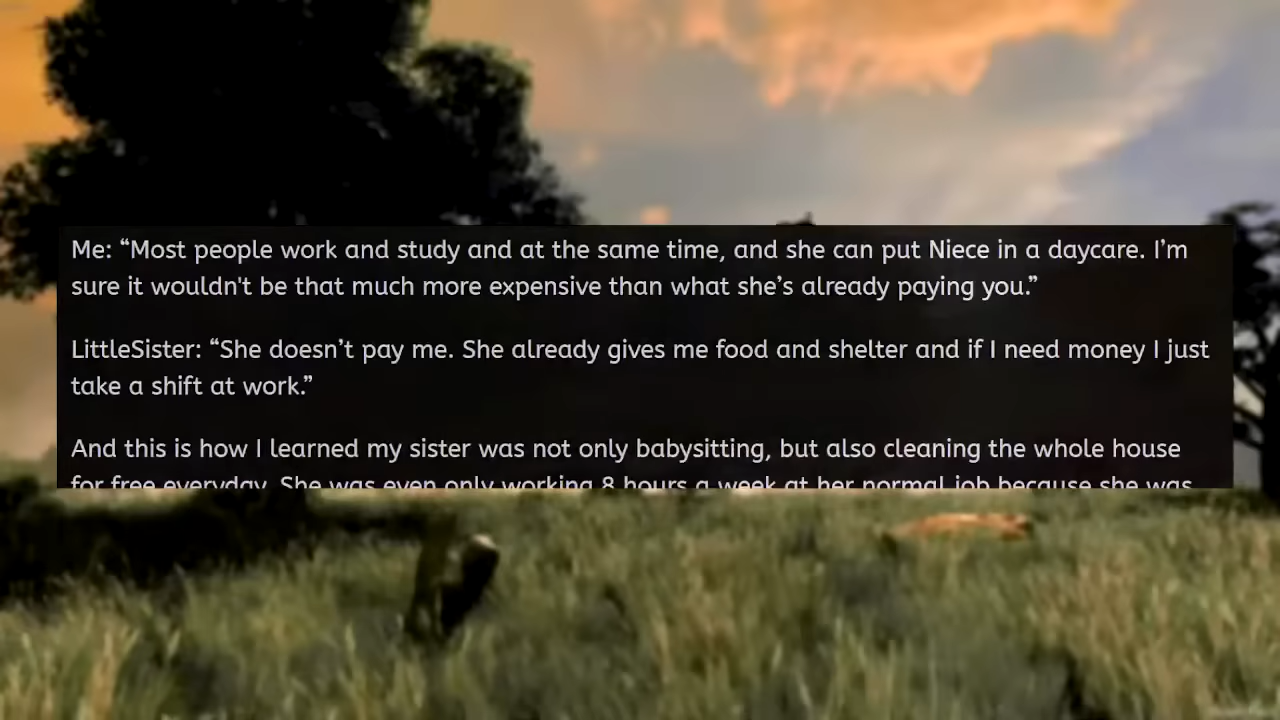 Me: “Most people work and study and at the same time, and she can put Niece in a daycare. I’m
sure it wouldn't be that much more expensive than what she’s already paying you.”
LittleSister: “She doesn’t pay me. She already gives me food and shelter and if I need money I just
take a shift at work.”
And this is how I learned my sister was not only babysitting, but also cleaning the whole house
for free everyday. She was even only working 8 hours a week at her normal job because she was